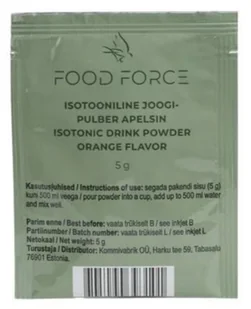 FOOD FORCE
ISOTOONILINE JOOGI-
PULBER APELSIN
ISOTONIC DRINK POWDER
ORANGE FLAVOR
5 g
Kasutusjuhised / Instructions of use: segada pakendi sisu (5 g)
kuni 500 ml veega / pour powder into a cup, add up to 500 ml water
and mix well.
Parim enne / Best before: vaata trükiselt B / see inkjet B
Partiinumber / Batch number: vaata trükiselt L / see inkjet L
Netokaal / Net weight: 5 g
Turustaja / Distributor: Kommivabrik OÜ, Harku tee 59, Tabasalu
76901 Estonia.